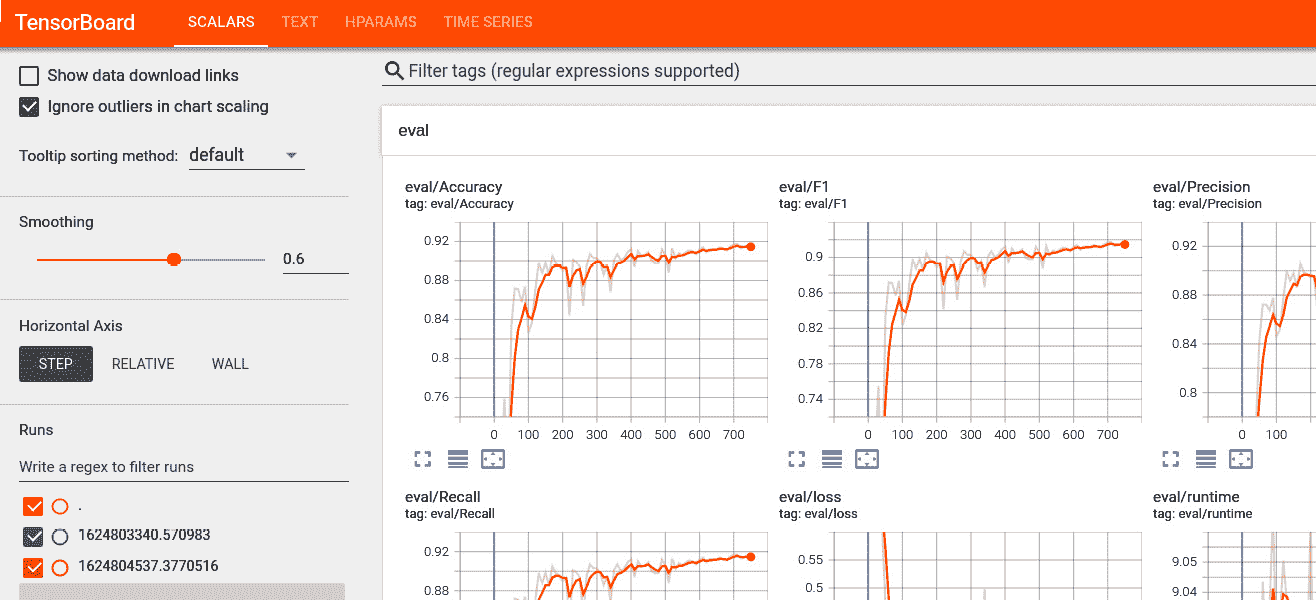 TensorBoard SCALARS TEXT HPARAMS TIME SERIES
Show data download links
Ignore outliers in chart scaling
Tooltip sorting method: default
Smoothing
0.6
Horizontal Axis
STEP RELATIVE WALL
Runs
Write a regex to filter runs
.
1624803340.570983
1624804537.3770516
Filter tags (regular expressions supported)
eval
eval/Accuracy
tag: eval/Accuracy
0.92
0.88
0.84
0.8
0.76
0 100 200 300 400 500 600 700
eval/F1
tag: eval/F1
0.9
0.86
0.82
0.78
0.74
0 100 200 300 400 500 600 700
eval/Precision
tag: eval/Precision
0.92
0.88
0.84
0.8
0 100
eval/Recall
tag: eval/Recall
0.92
0.88
eval/loss
tag: eval/loss
0.55
0.5
eval/runtime
tag: eval/runtime
9.05
9.04